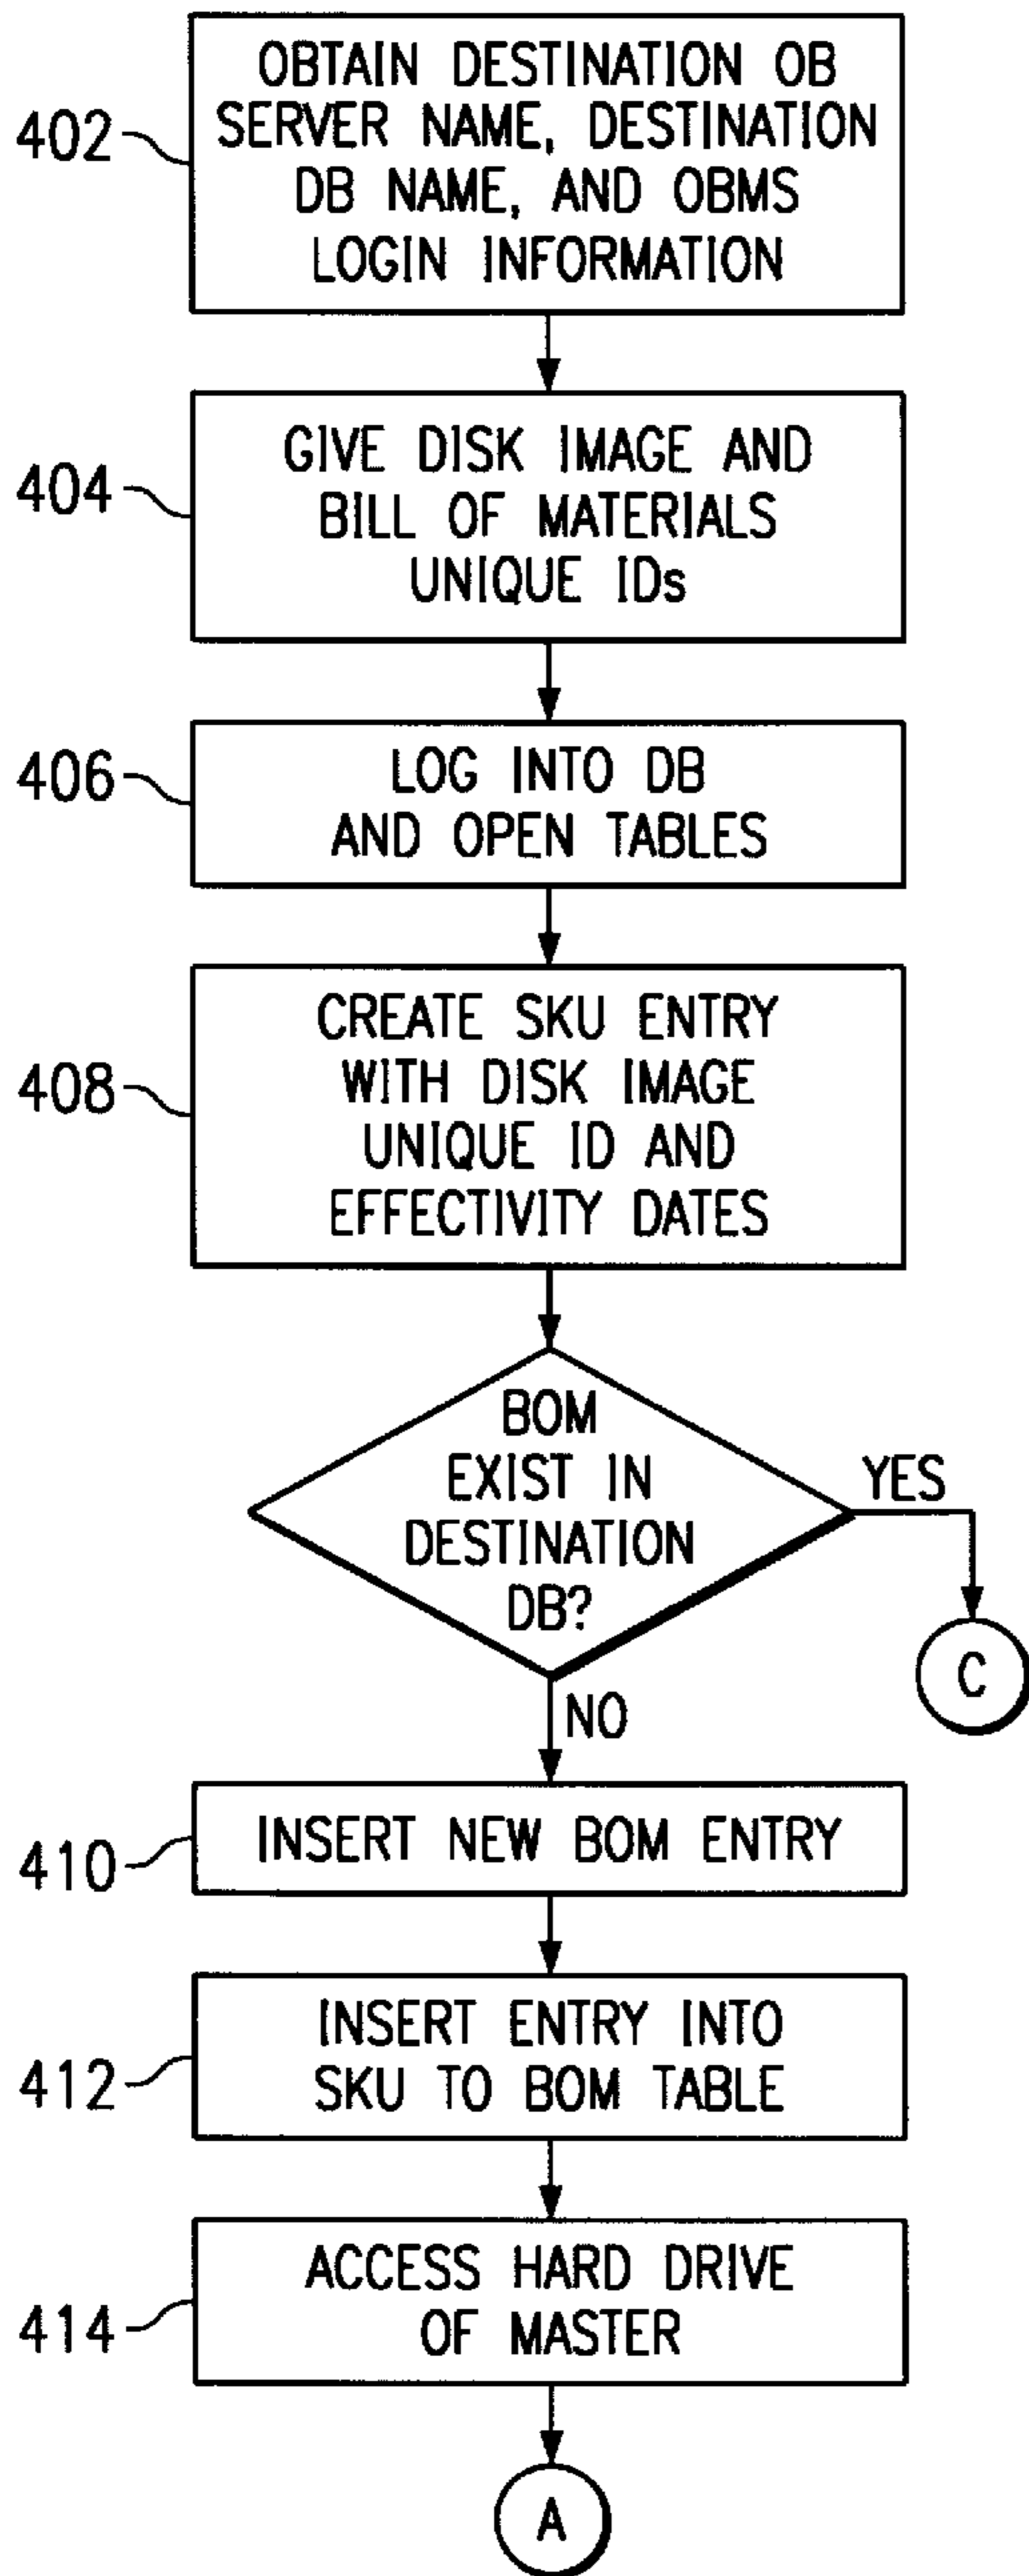 402
OBTAIN DESTINATION OB
SERVER NAME, DESTINATION
DB NAME, AND OBMS
LOGIN INFORMATION
404
GIVE DISK IMAGE AND
BILL OF MATERIALS
UNIQUE IDs
406
LOG INTO DB
AND OPEN TABLES
408
CREATE SKU ENTRY
WITH DISK IMAGE
UNIQUE ID AND
EFFECTIVITY DATES
BOM
EXIST IN
DESTINATION
DB?
YES
C
NO
410
INSERT NEW BOM ENTRY
412
INSERT ENTRY INTO
SKU TO BOM TABLE
414
ACCESS HARD DRIVE
OF MASTER
A